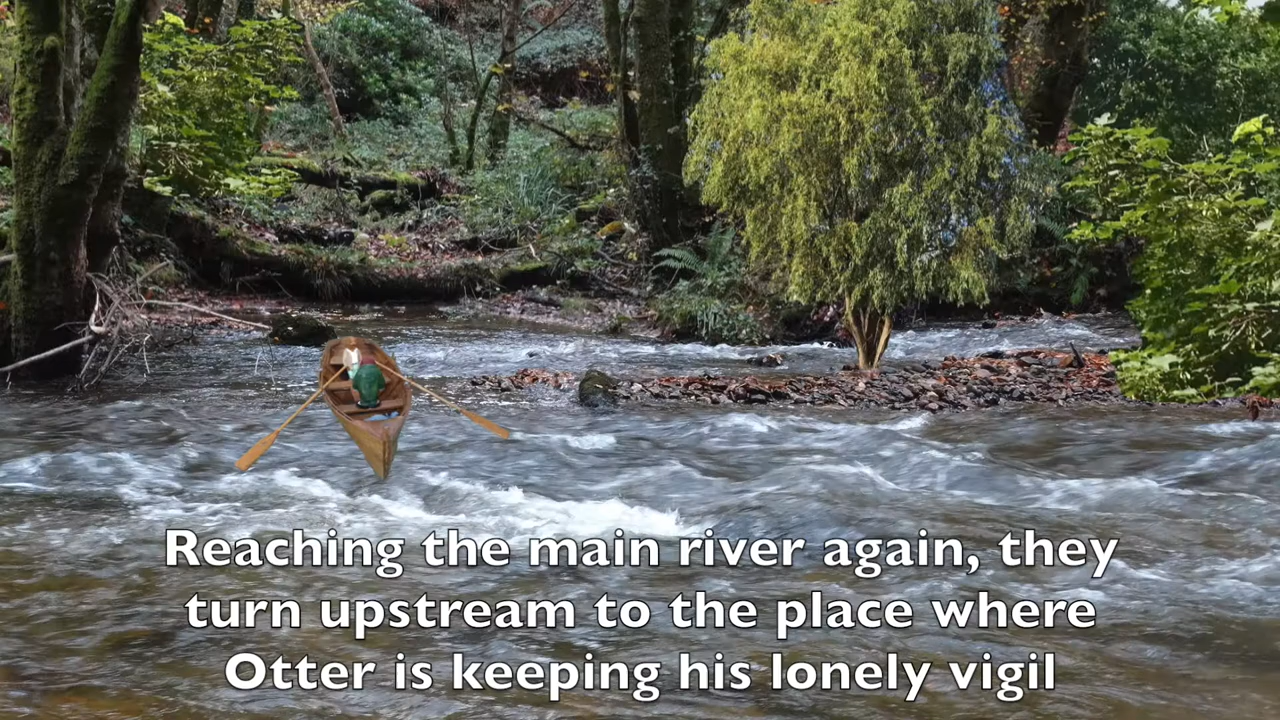 Reaching the main river again, they
turn upstream to the place where
Otter is keeping his lonely vigil